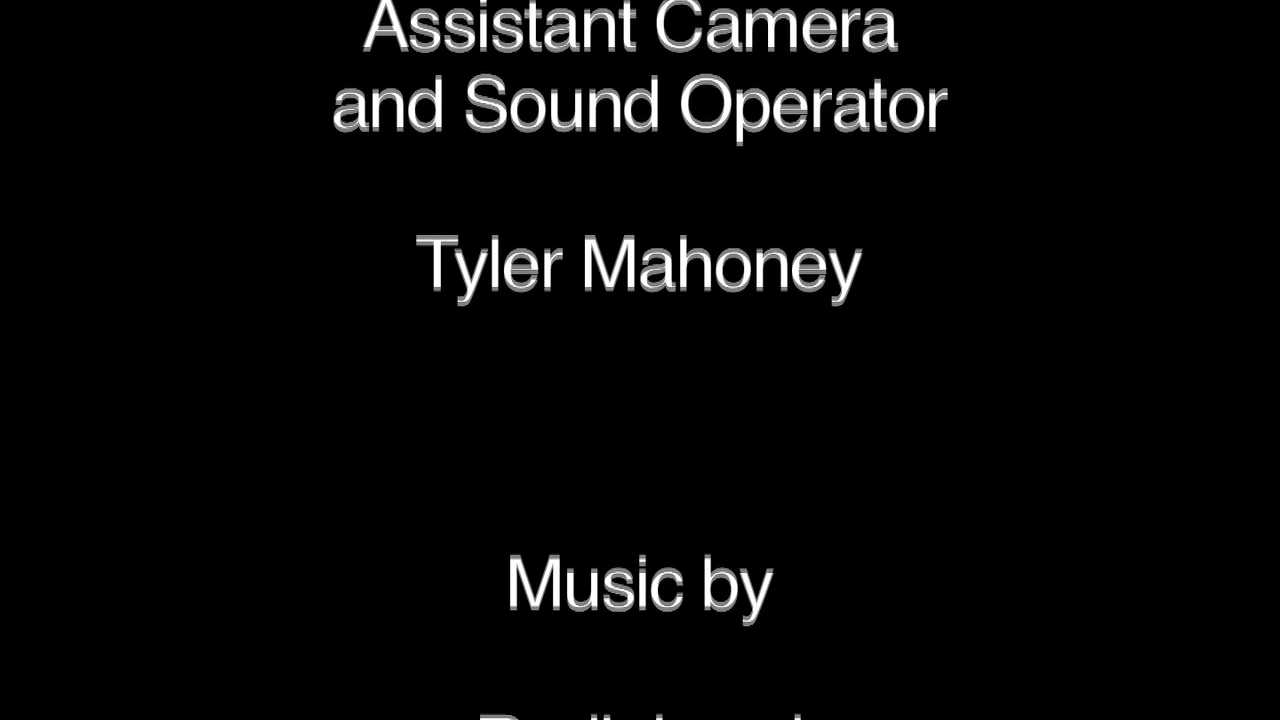 Assistant Camera
and Sound Operator
Tyler Mahoney
Music by